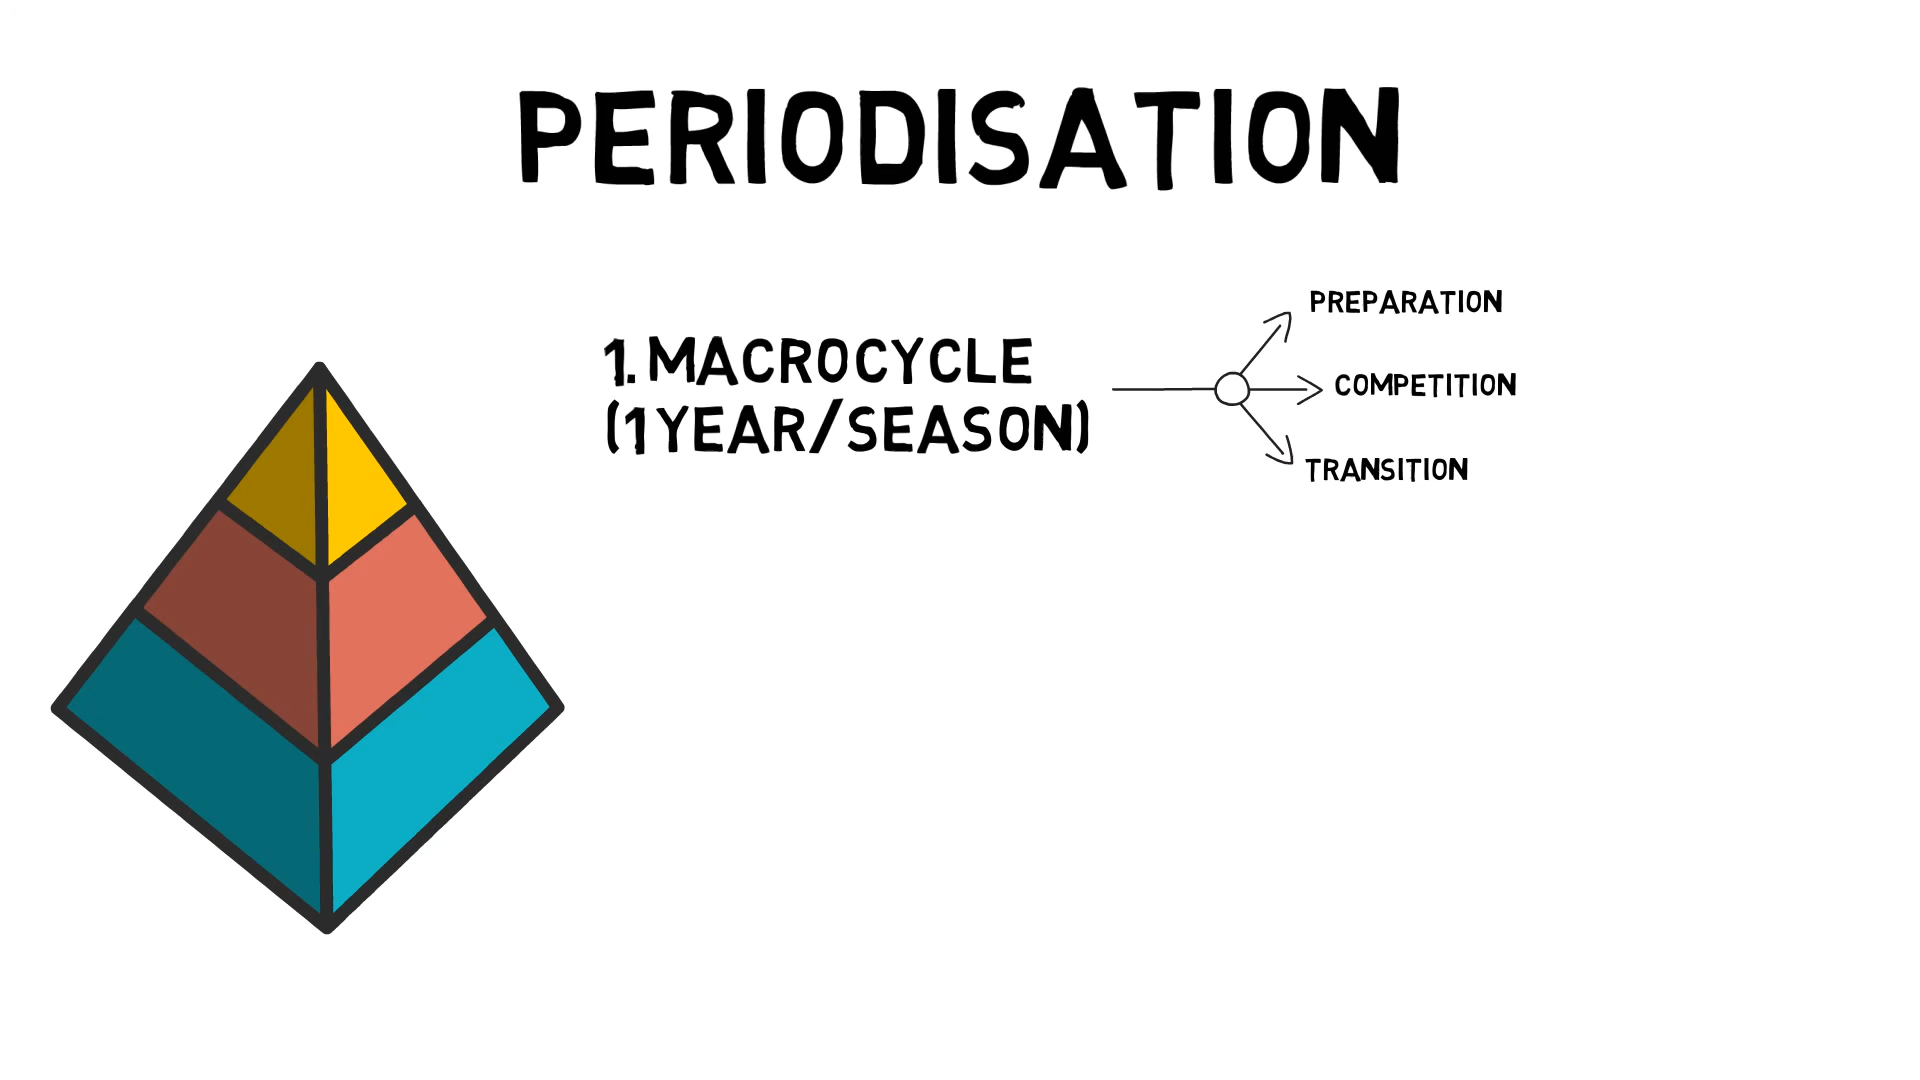 PERIODISATION
1. MACROCYCLE
(1 YEAR/SEASON)
PREPARATION
COMPETITION
TRANSITION